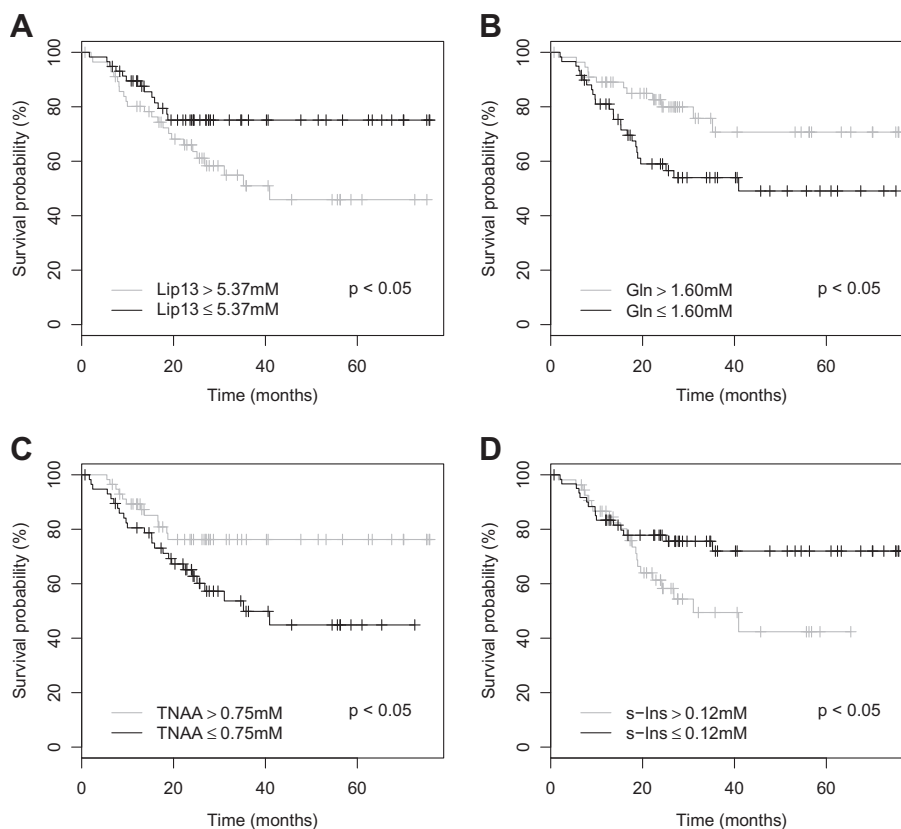 A
Survival probability (%)
100
80
60
40
20
0
Lip13 > 5.37mM
Lip13 ≤ 5.37mM
p < 0.05
0 20 40 60
Time (months)
B
Survival probability (%)
100
80
60
40
20
0
Gln > 1.60mM
Gln ≤ 1.60mM
p < 0.05
0 20 40 60
Time (months)
C
Survival probability (%)
100
80
60
40
20
0
TNAA > 0.75mM
TNAA ≤ 0.75mM
p < 0.05
0 20 40 60
Time (months)
D
Survival probability (%)
100
80
60
40
20
0
s−Ins > 0.12mM
s−Ins ≤ 0.12mM
p < 0.05
0 20 40 60
Time (months)